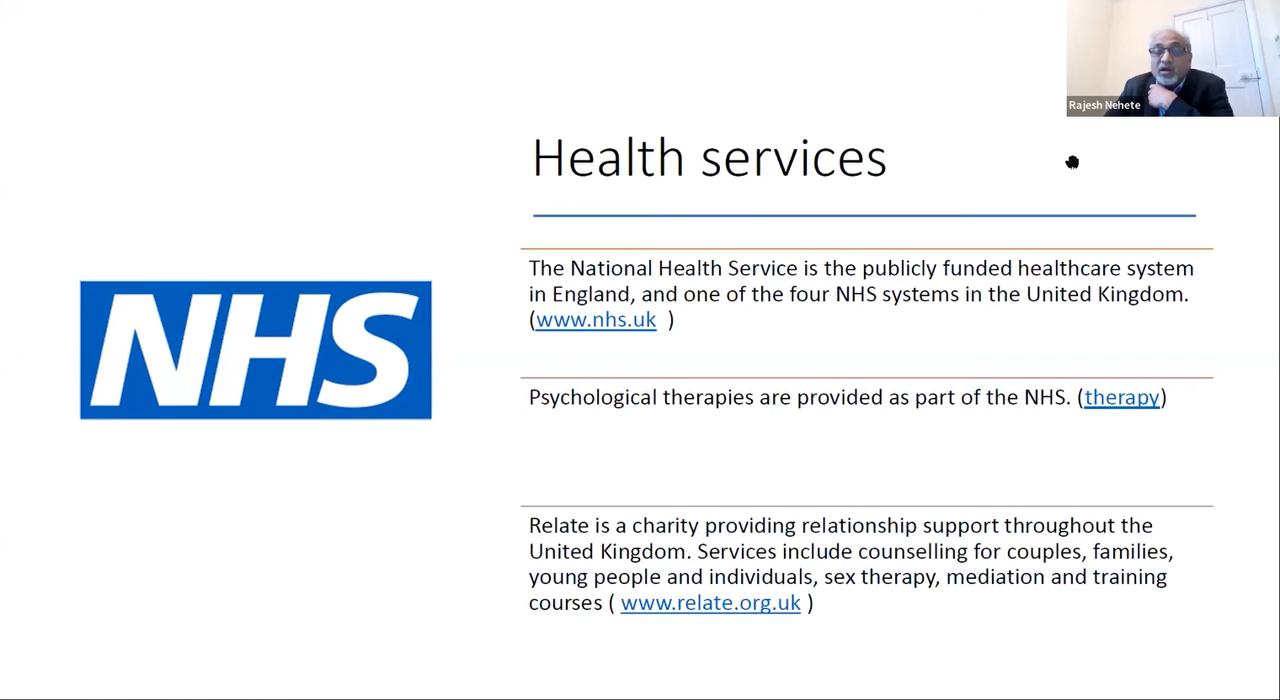 Rajesh Nehete
Health services
NHS
The National Health Service is the publicly funded healthcare system
in England, and one of the four NHS systems in the United Kingdom.
(www.nhs.uk )
Psychological therapies are provided as part of the NHS. (therapy)
Relate is a charity providing relationship support throughout the
United Kingdom. Services include counselling for couples, families,
young people and individuals, sex therapy, mediation and training
courses ( www.relate.org.uk )